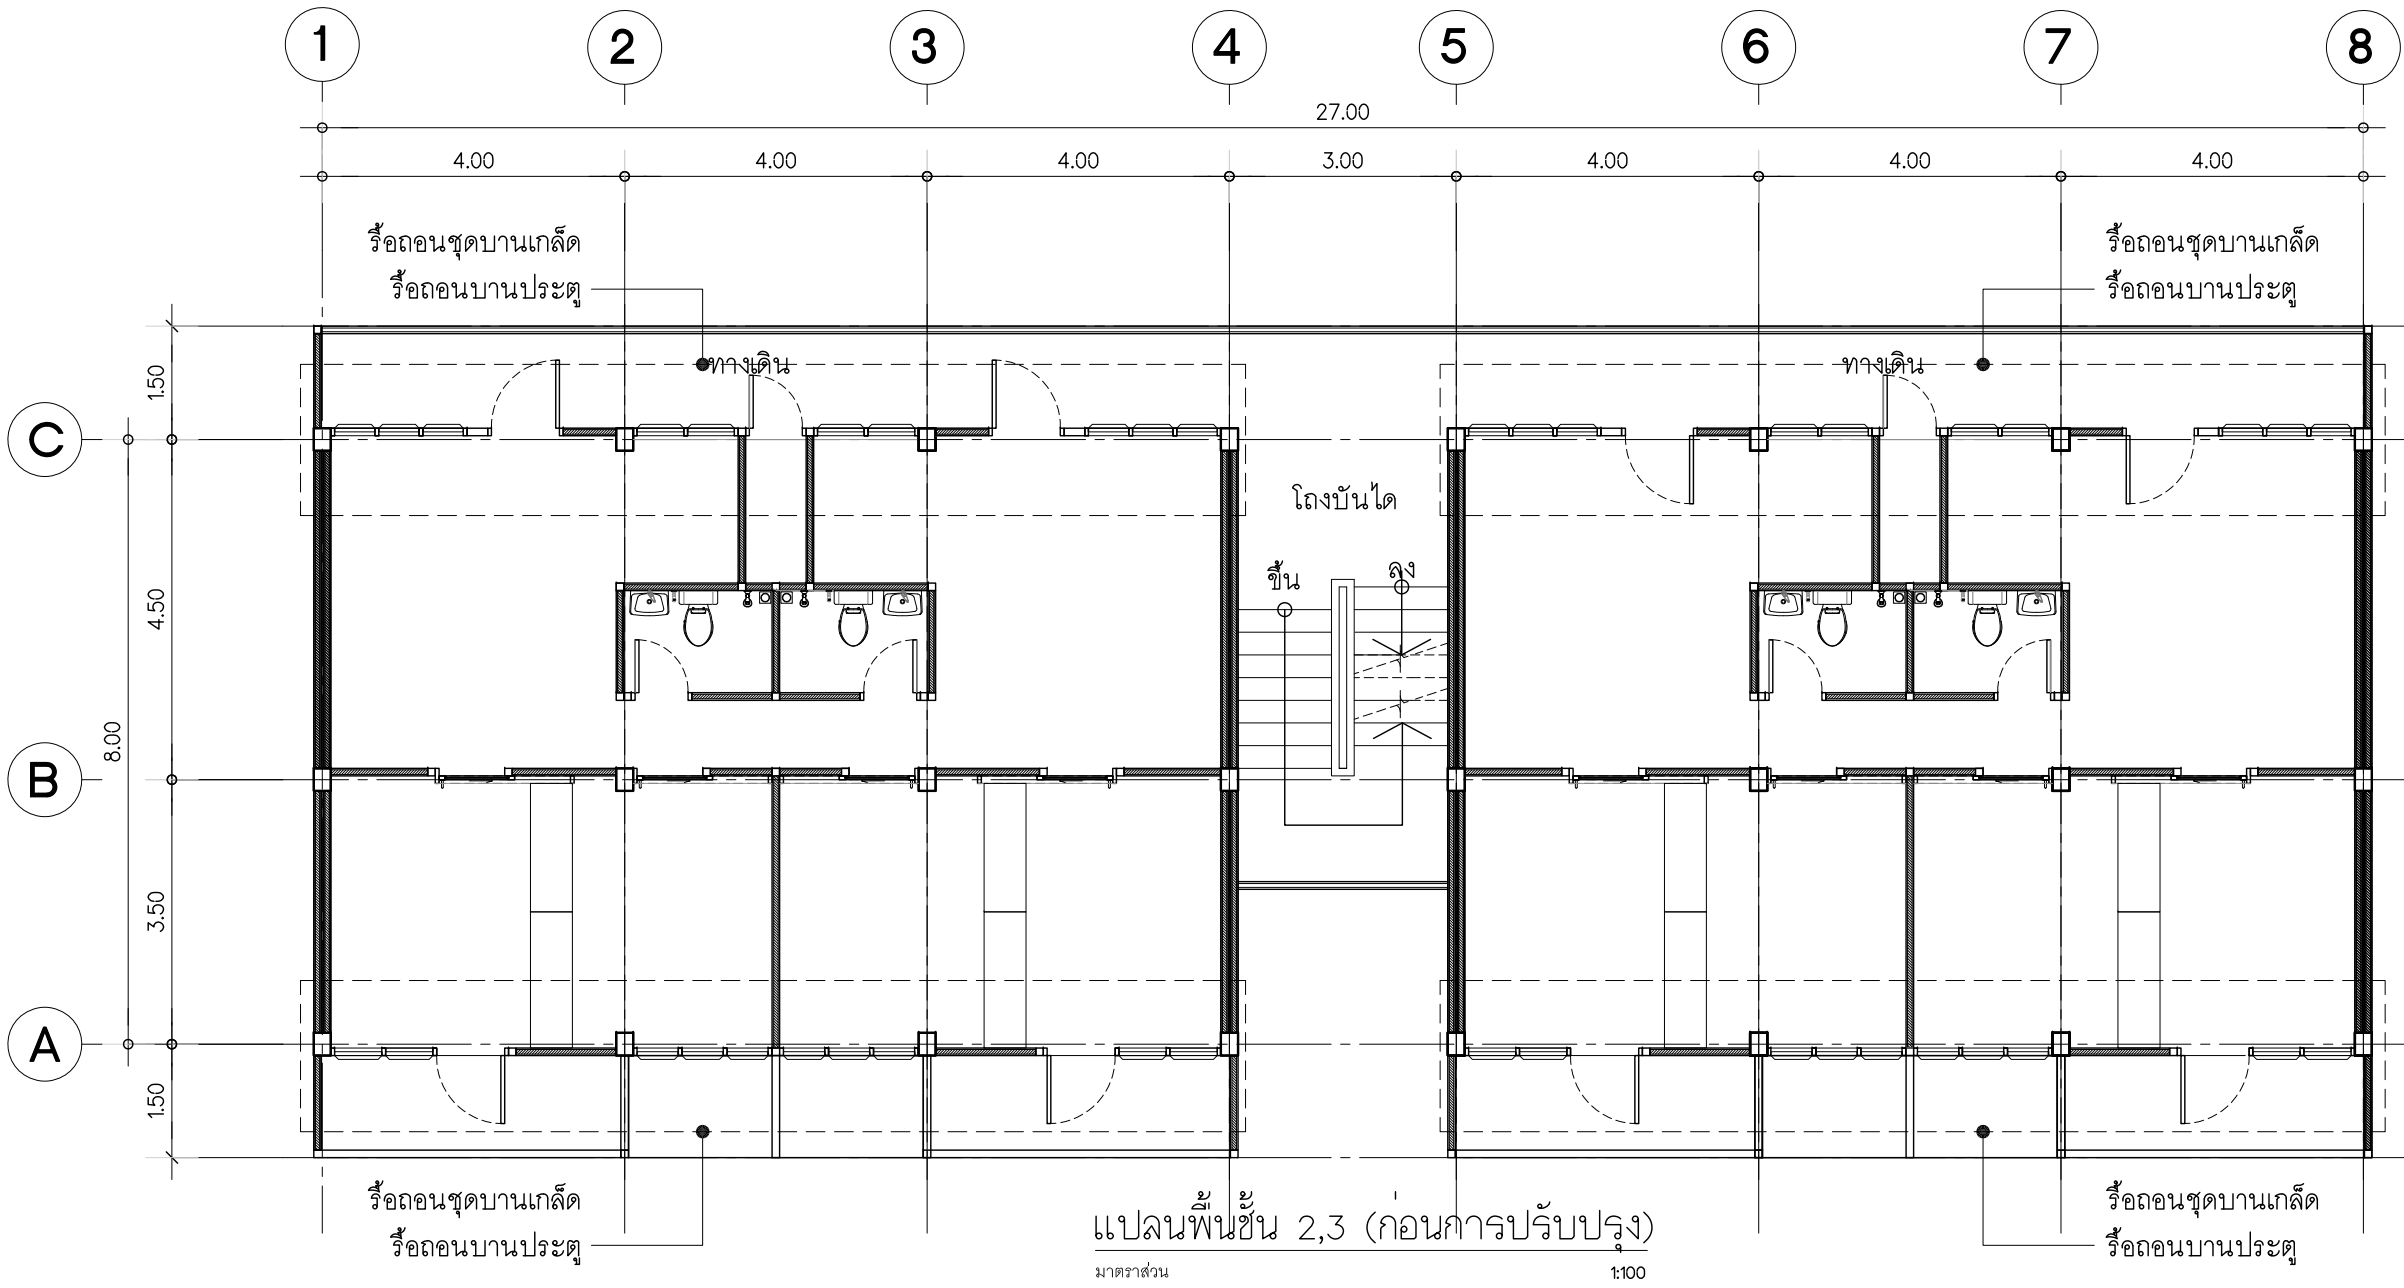 1 2 3 4 5 6 7 8
27.00
4.00 4.00 4.00 3.00 4.00 4.00 4.00
รื้อถอนชุดบานเกล็ด
รื้อถอนบานประตู
รื้อถอนชุดบานเกล็ด
รื้อถอนบานประตู
ทางเดิน
ทางเดิน
1.50
C
โถงบันได
ขึ้น
ลง
4.50
8.00
B
3.50
A
1.50
รื้อถอนชุดบานเกล็ด
รื้อถอนบานประตู
รื้อถอนชุดบานเกล็ด
รื้อถอนบานประตู
แปลนพื้นชั้น 2,3 (ก่อนการปรับปรุง)
มาตราส่วน 1:100